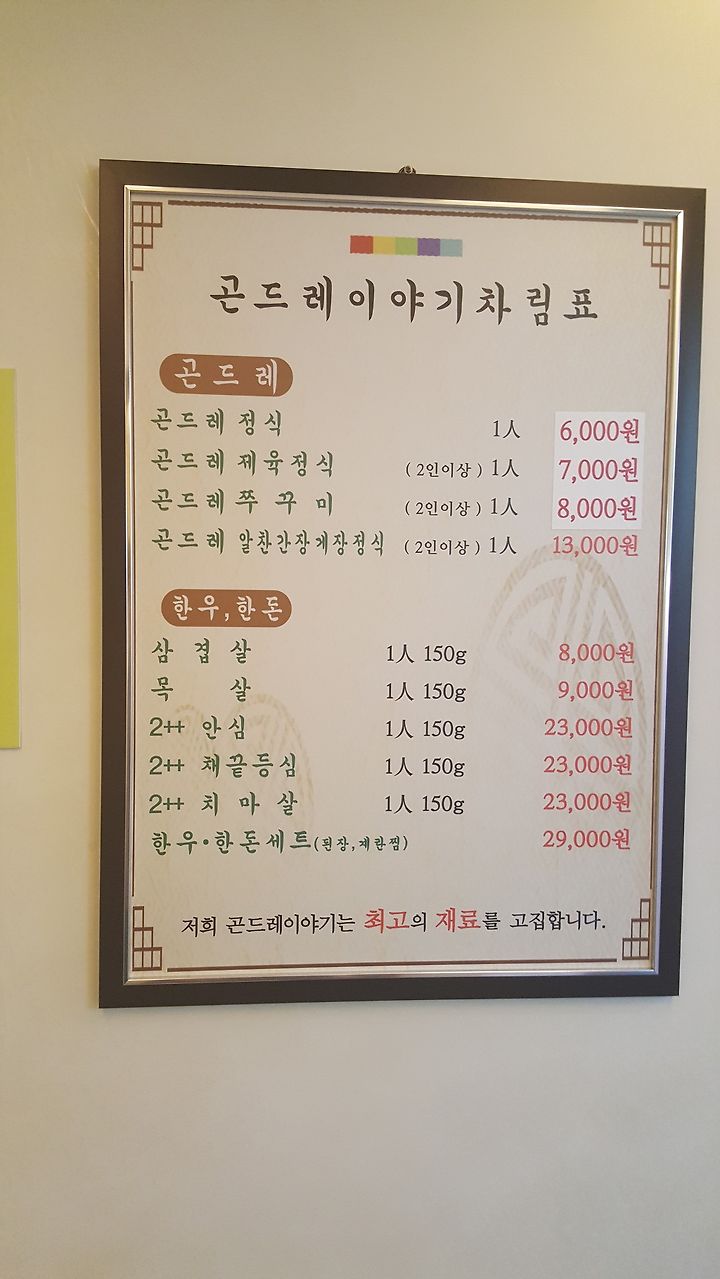 곤드레이야기차림표
곤드레
곤드레 정식 1人 6,000원
곤드레 제육정식 (2인이상) 1人 7,000원
곤드레 쭈꾸미 (2인이상) 1人 8,000원
곤드레 알찬간장게장정식 (2인이상) 1人 13,000원
한우,한돈
삼겹살 1人 150g 8,000원
목살 1人 150g 9,000원
2++ 안심 1人 150g 23,000원
2++ 채끝등심 1人 150g 23,000원
2++ 치마살 1人 150g 23,000원
한우·한돈세트(된장,계란찜) 29,000원
저희 곤드레이야기는 최고의 재료를 고집합니다.